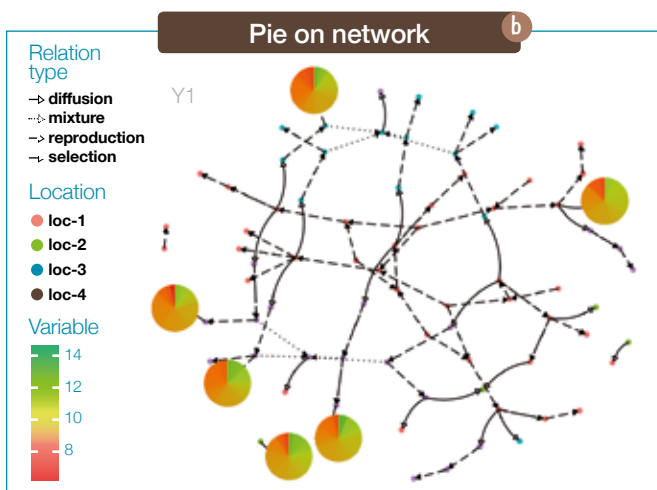 Pie on network
b
Relation
type
diffusion
mixture
reproduction
selection
Y1
Location
loc-1
loc-2
loc-3
loc-4
Variable
14
12
10
8